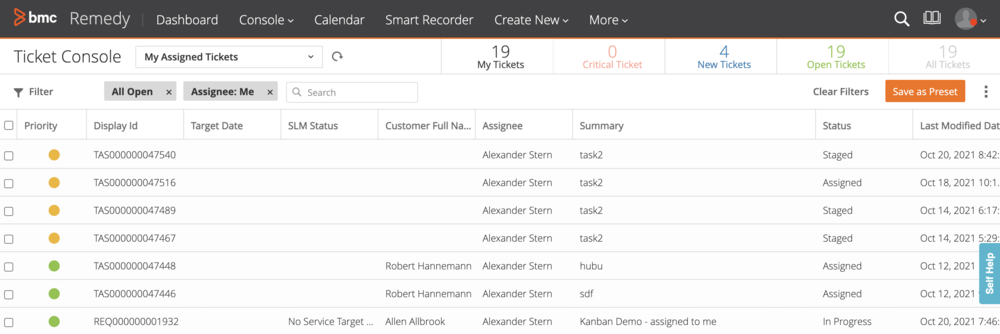 bmc Remedy Dashboard Console Calendar Smart Recorder Create New More
Ticket Console My Assigned Tickets 19 My Tickets 0 Critical Ticket 4 New Tickets 19 Open Tickets 19 All Tickets
Filter All Open × Assignee: Me × Search Clear Filters Save as Preset
Priority Display Id Target Date SLM Status Customer Full Na... Assignee Summary Status Last Modified Dat
TAS000000047540 Alexander Stern task2 Staged Oct 20, 2021 8:42:
TAS000000047516 Alexander Stern task2 Assigned Oct 18, 2021 10:1.
TAS000000047489 Alexander Stern task2 Staged Oct 14, 2021 6:17:
TAS000000047467 Alexander Stern task2 Staged Oct 14, 2021 5:29:
TAS000000047448 Robert Hannemann Alexander Stern hubu Assigned Oct 12, 2021
TAS000000047446 Robert Hannemann Alexander Stern sdf Assigned Oct 12, 2021
REQ000000001932 No Service Target ... Allen Allbrook Alexander Stern Kanban Demo - assigned to me In Progress Oct 20, 2021 7:46:
Self Help